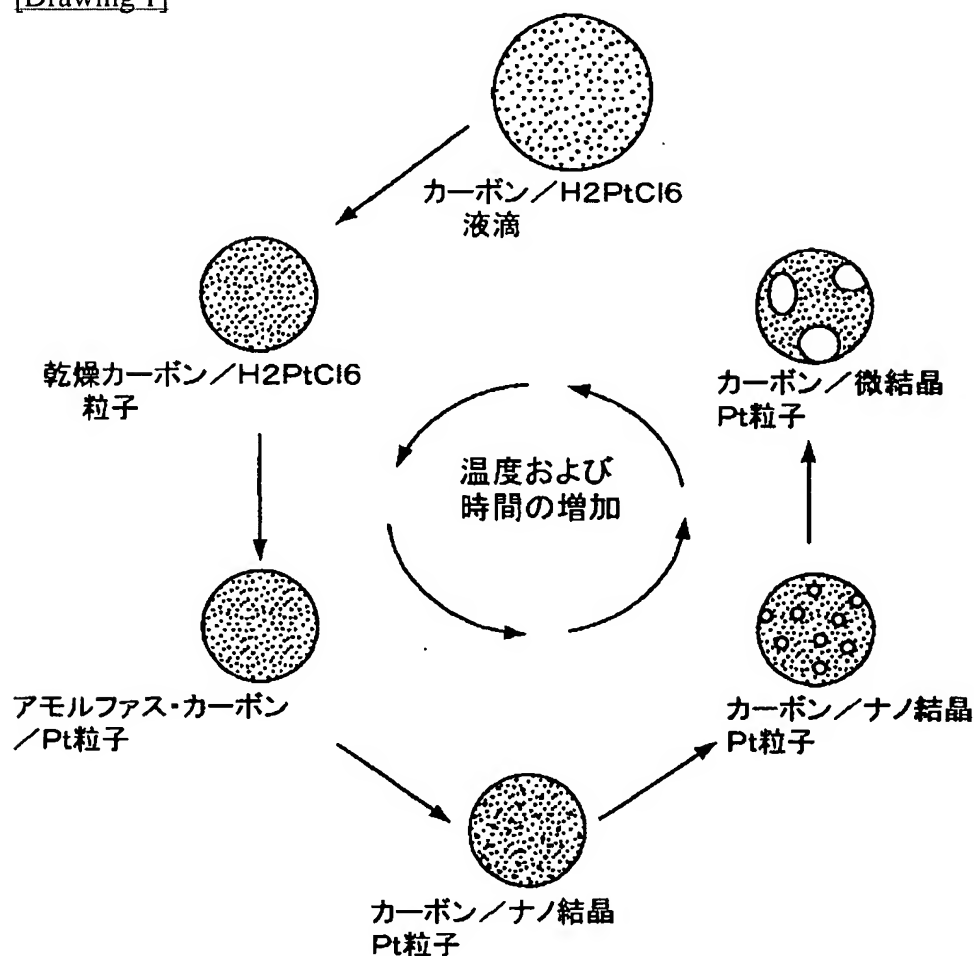 [Drawing 1]
カーボン／H2PtCl6
液滴
乾燥カーボン／H2PtCl6
粒子
カーボン／微結晶
Pt粒子
温度および
時間の増加
アモルファス・カーボン
／Pt粒子
カーボン／ナノ結晶
Pt粒子
カーボン／ナノ結晶
Pt粒子